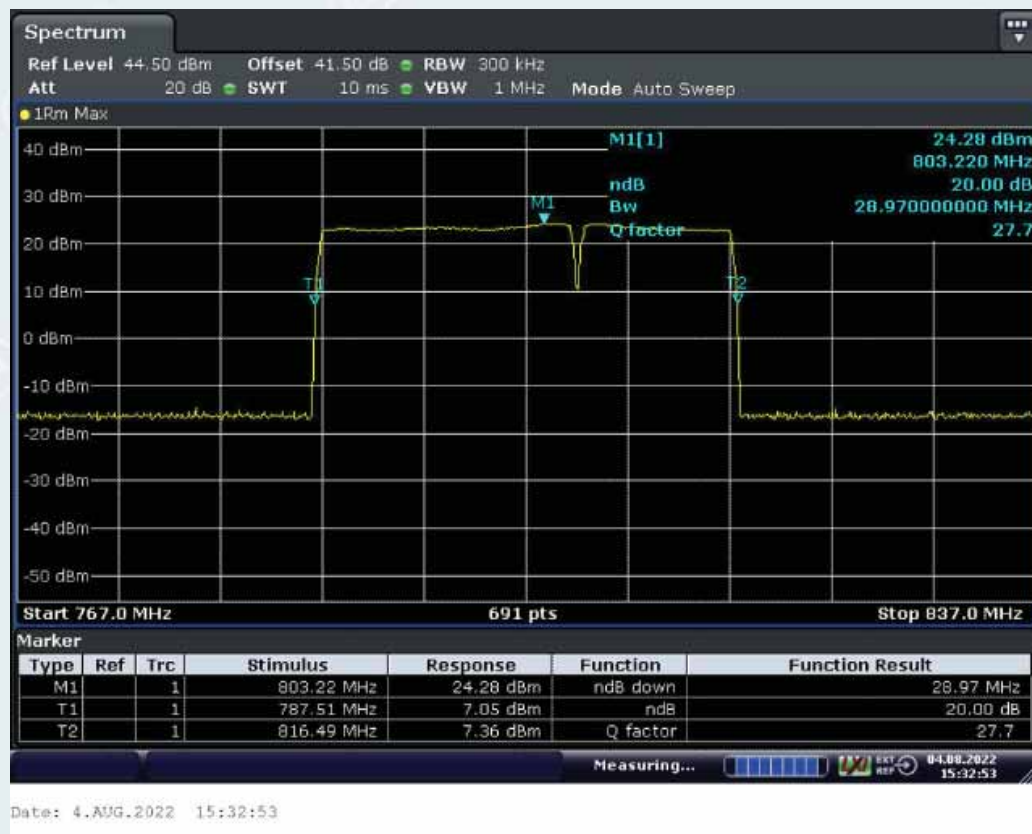 Spectrum
Ref Level 44.50 dBm Offset 41.50 dB RBW 300 kHz
Att 20 dB SWT 10 ms VBW 1 MHz Mode Auto Sweep
1Rm Max
M1[1] 24.28 dBm
803.220 MHz
40 dBm
ndB 20.00 dB
30 dBm
M1
Bw 28.970000000 MHz
Q factor 27.7
20 dBm
T1
T2
10 dBm
0 dBm
-10 dBm
-20 dBm
-30 dBm
-40 dBm
-50 dBm
Start 767.0 MHz 691 pts Stop 837.0 MHz
Marker
Type Ref Trc Stimulus Response Function Function Result
M1 1 803.22 MHz 24.28 dBm ndB down 28.97 MHz
T1 1 787.51 MHz 7.05 dBm ndB 20.00 dB
T2 1 816.49 MHz 7.36 dBm Q factor 27.7
Measuring... LXI EXT REF 04.08.2022
15:32:53
Date: 4.AUG.2022 15:32:53